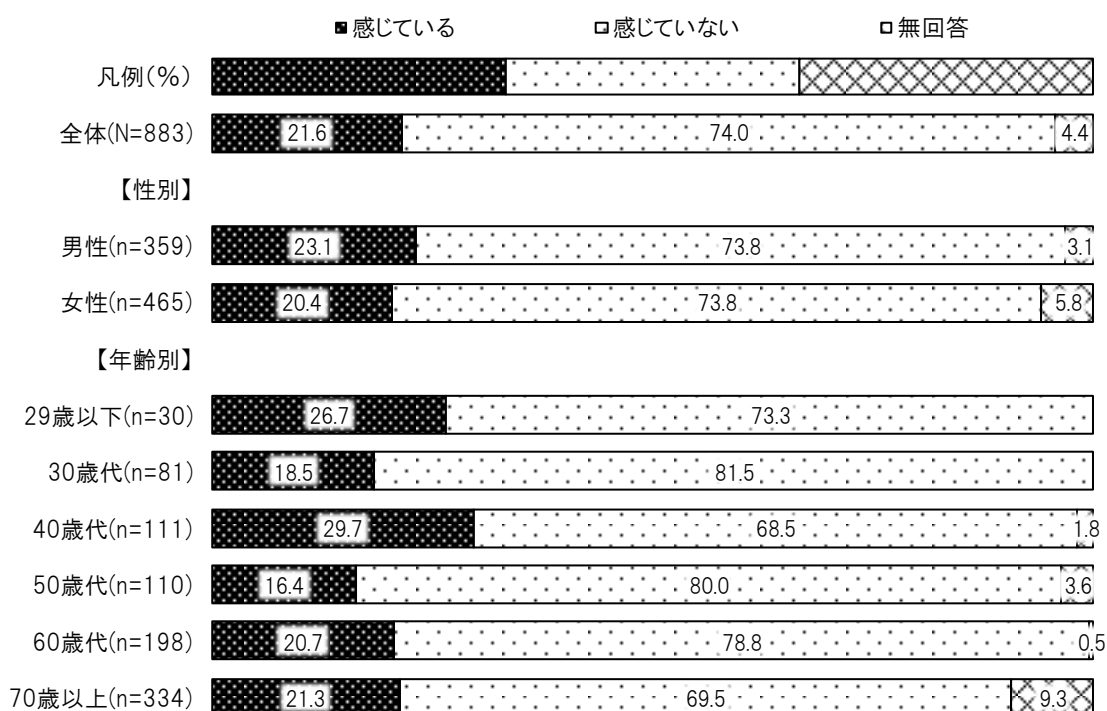 感じている 感じていない 無回答
凡例(%)
全体(N=883) 21.6 74.0 4.4
【性別】
男性(n=359) 23.1 73.8 3.1
女性(n=465) 20.4 73.8 5.8
【年齢別】
29歳以下(n=30) 26.7 73.3
30歳代(n=81) 18.5 81.5
40歳代(n=111) 29.7 68.5 1.8
50歳代(n=110) 16.4 80.0 3.6
60歳代(n=198) 20.7 78.8 0.5
70歳以上(n=334) 21.3 69.5 9.3